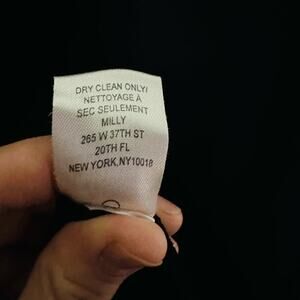 DRY CLEAN ONLY/
NETTOYAGE À
SEC SEULEMENT
MILLY
265 W 37TH ST
20TH FL
NEW YORK,NY10018